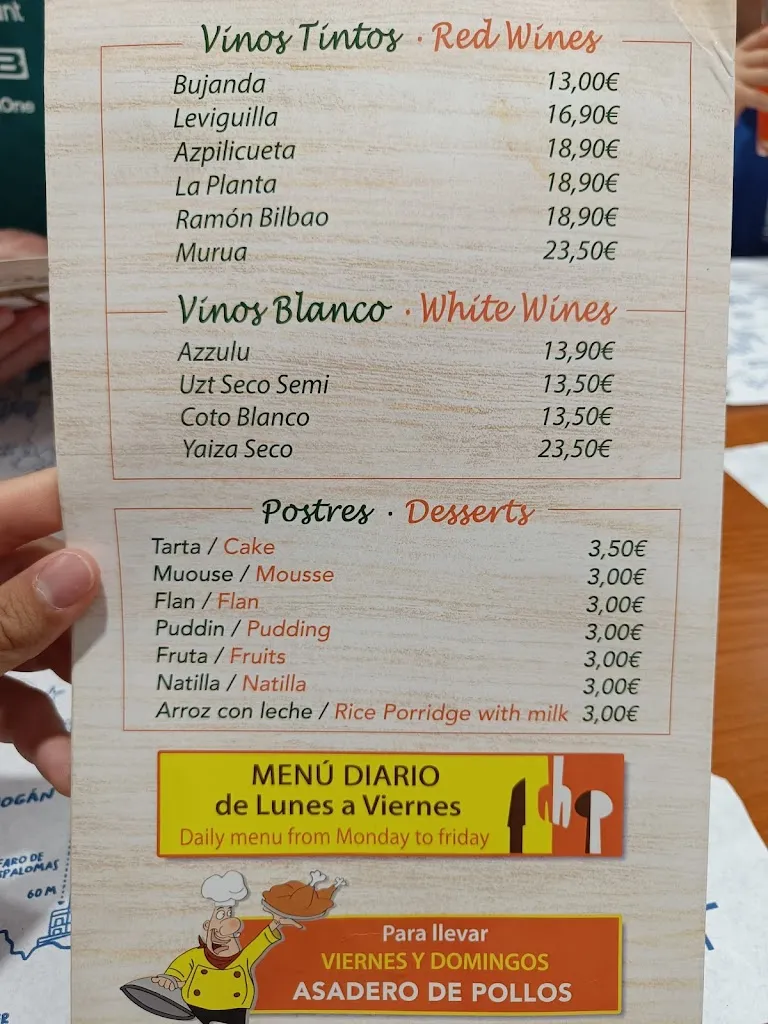 Vinos Tintos · Red Wines
Bujanda 13,00€
Leviguilla 16,90€
Azpilicueta 18,90€
La Planta 18,90€
Ramón Bilbao 18,90€
Murua 23,50€
Vinos Blanco · White Wines
Azzulu 13,90€
Uzt Seco Semi 13,50€
Coto Blanco 13,50€
Yaiza Seco 23,50€
Postres · Desserts
Tarta / Cake 3,50€
Muouse / Mousse 3,00€
Flan / Flan 3,00€
Puddin / Pudding 3,00€
Fruta / Fruits 3,00€
Natilla / Natilla 3,00€
Arroz con leche / Rice Porridge with milk 3,00€
MENÚ DIARIO
de Lunes a Viernes
Daily menu from Monday to friday
Para llevar
VIERNES Y DOMINGOS
ASADERO DE POLLOS
FARO DE
60 M